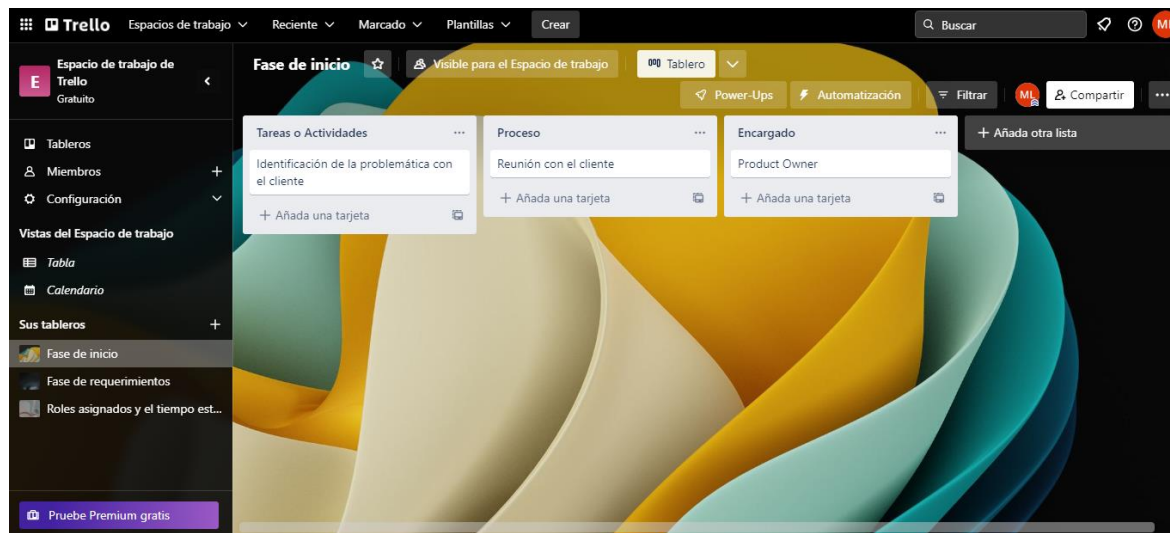 Trello
Espacios de trabajo
Reciente
Marcado
Plantillas
Crear
Buscar
E
Espacio de trabajo de
Trello
Gratuito
Fase de inicio
Visible para el Espacio de trabajo
Tablero
Power-Ups
Automatización
Filtrar
ML
Compartir
Tableros
Miembros
Configuración
Vistas del Espacio de trabajo
Tabla
Calendario
Sus tableros
Fase de inicio
Fase de requerimientos
Roles asignados y el tiempo est...
Pruebe Premium gratis
Tareas o Actividades
Identificación de la problemática con
el cliente
Añada una tarjeta
Proceso
Reunión con el cliente
Añada una tarjeta
Encargado
Product Owner
Añada una tarjeta
Añada otra lista